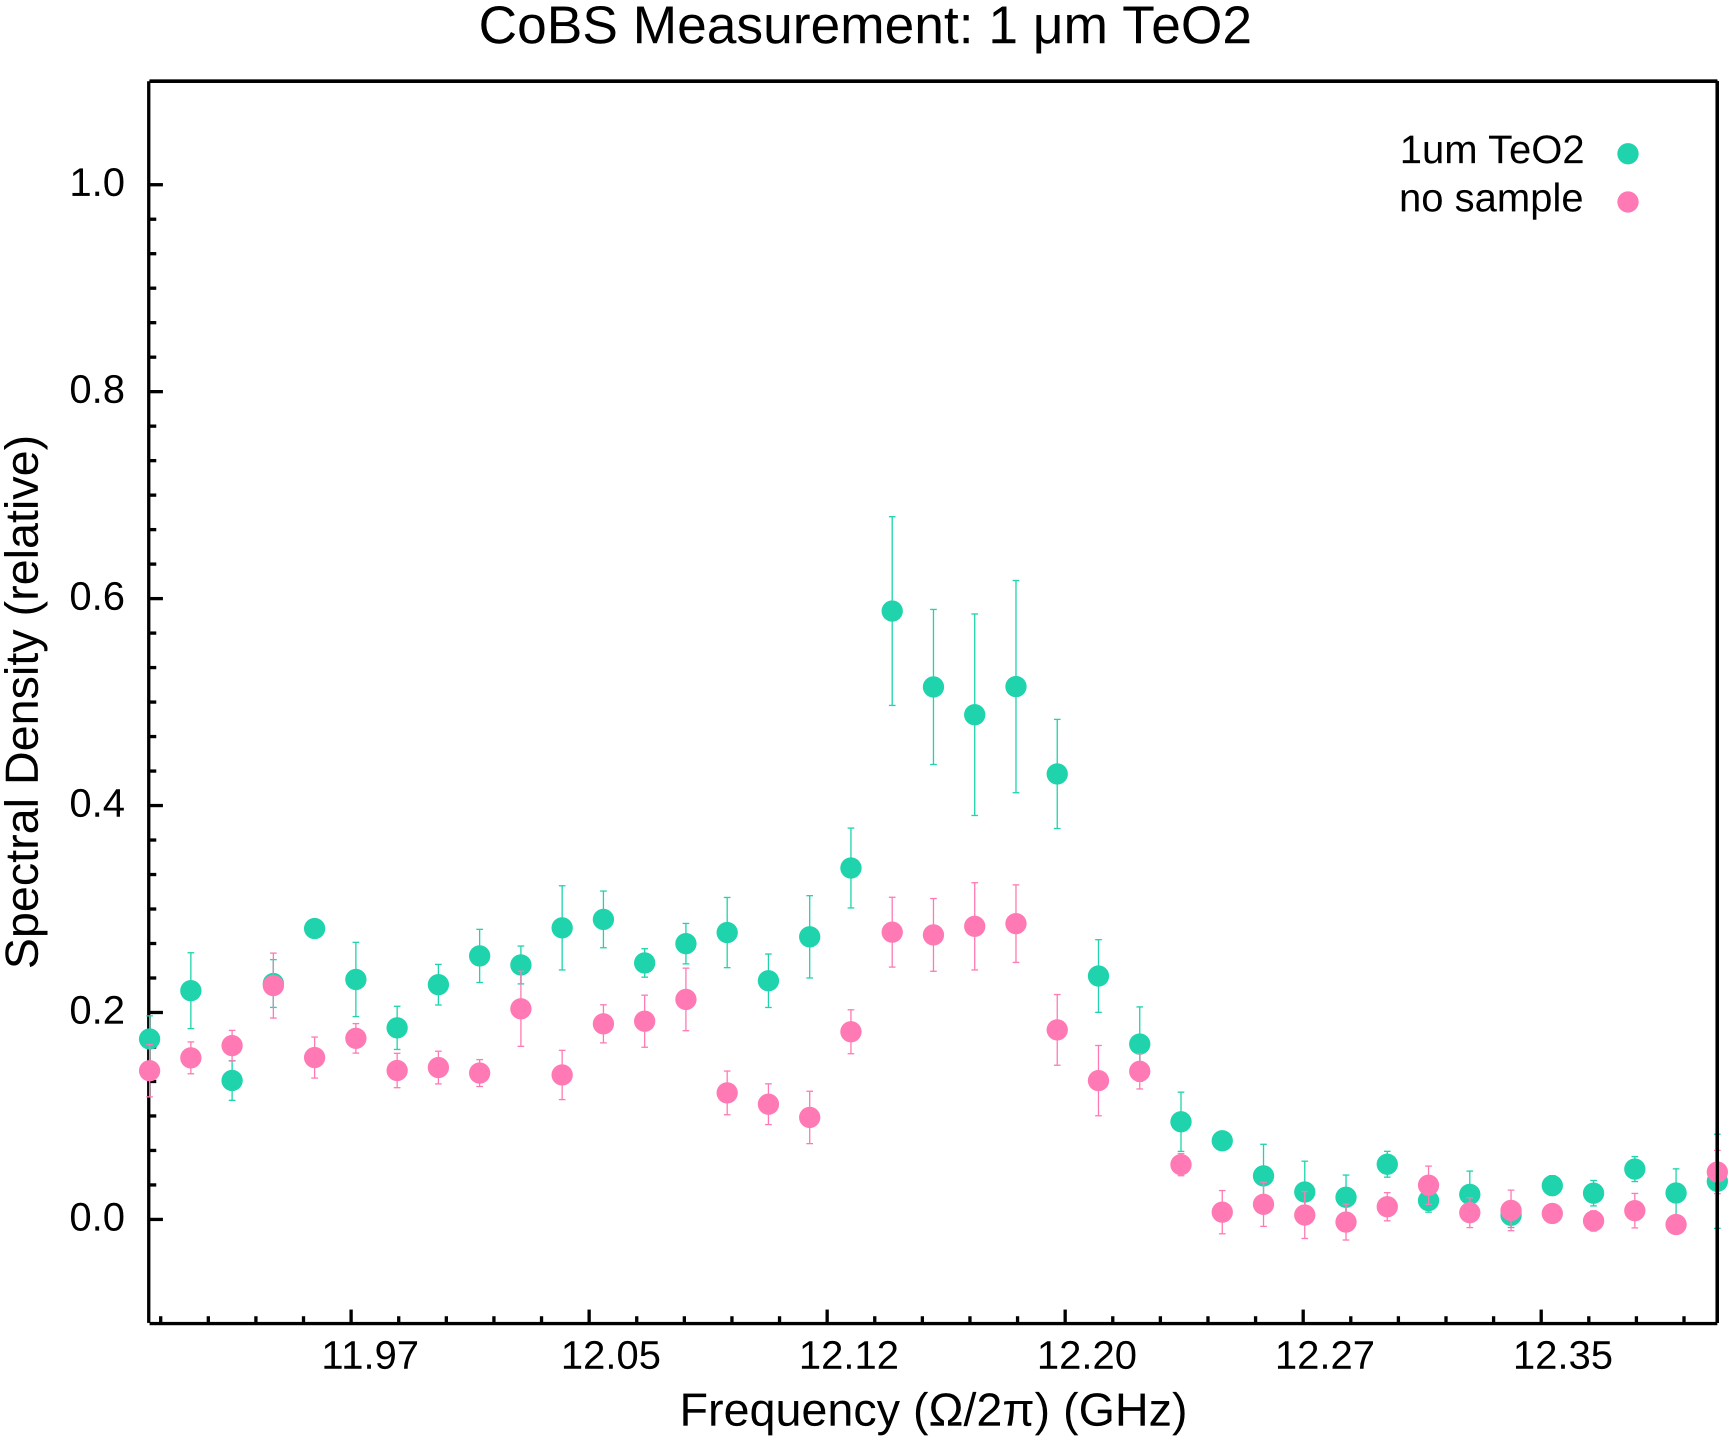 CoBS Measurement: 1 μm TeO2
1um TeO2
no sample
1.0
0.8
0.6
0.4
0.2
0.0
Spectral Density (relative)
11.97 12.05 12.12 12.20 12.27 12.35
Frequency (Ω/2π) (GHz)